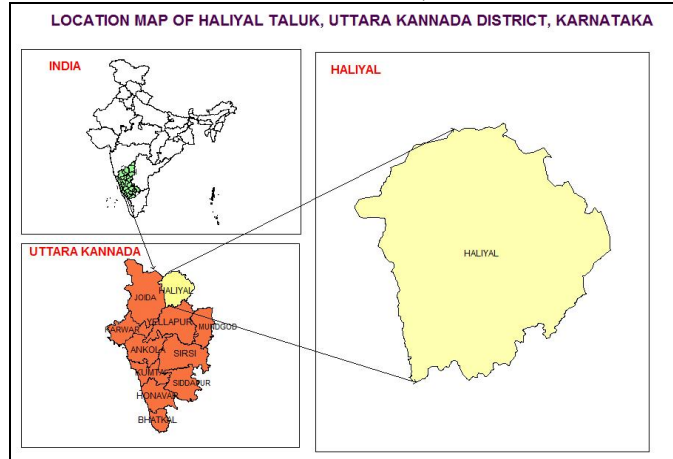 LOCATION MAP OF HALIYAL TALUK, UTTARA KANNADA DISTRICT, KARNATAKA
INDIA
HALIYAL
HALIYAL
UTTARA KANNADA
JOIDA
HALIYAL
YELLAPUR
MUNDGOD
KARWAR
ANKOLA
SIRSI
KUMTA
SIDDAPUR
HONAVAR
BHATKAL